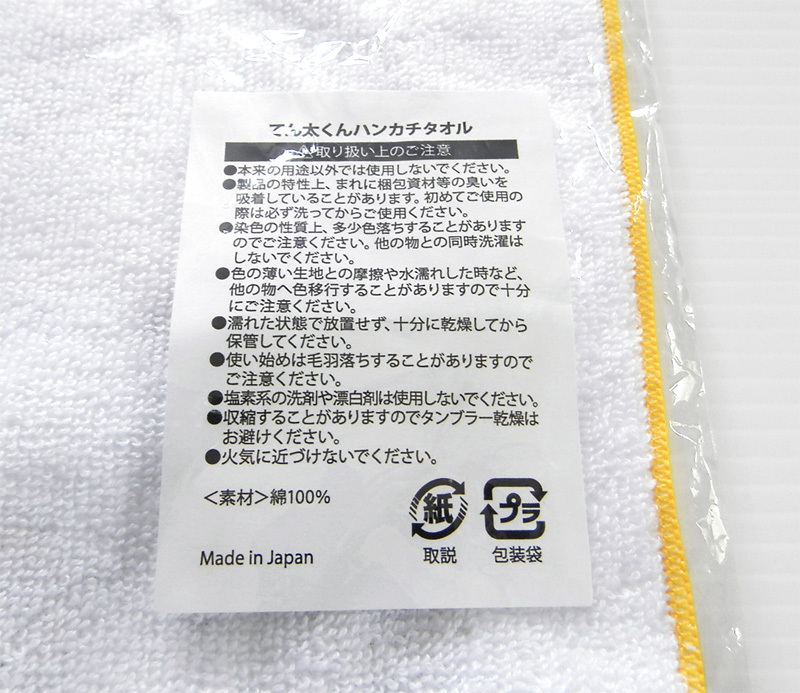 てん太くんハンカチタオル
お取り扱い上のご注意
●本来の用途以外では使用しないでください。
●製品の特性上、まれに梱包資材等の臭いを
吸着していることがあります。初めてご使用の
際は必ず洗ってからご使用ください。
●染色の性質上、多少色落ちすることがあります
のでご注意ください。他の物との同時洗濯は
しないでください。
●色の薄い生地との摩擦や水濡れした時など、
他の物へ色移行することがありますので十分
にご注意ください。
●濡れた状態で放置せず、十分に乾燥してから
保管してください。
●使い始めは毛羽落ちすることがありますので
ご注意ください。
●塩素系の洗剤や漂白剤は使用しないでください。
●収縮することがありますのでタンブラー乾燥は
お避けください。
●火気に近づけないでください。
＜素材＞綿100%
紙 プラ
Made in Japan 取説 包装袋